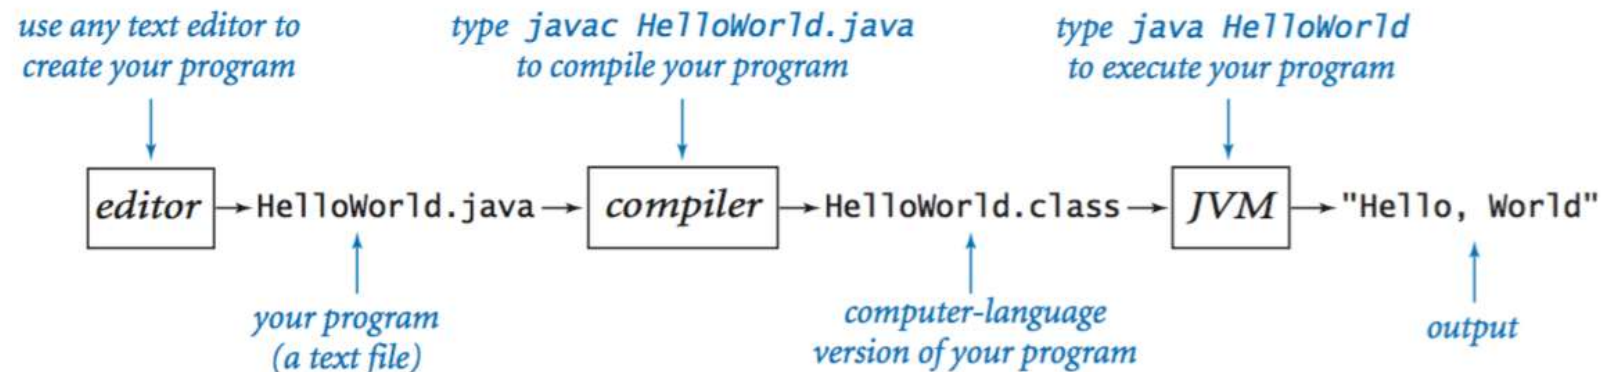 use any text editor to
create your program
type javac HelloWorld.java
to compile your program
type java HelloWorld
to execute your program
editor
HelloWorld.java
compiler
HelloWorld.class
JVM
"Hello, World"
your program
(a text file)
computer-language
version of your program
output